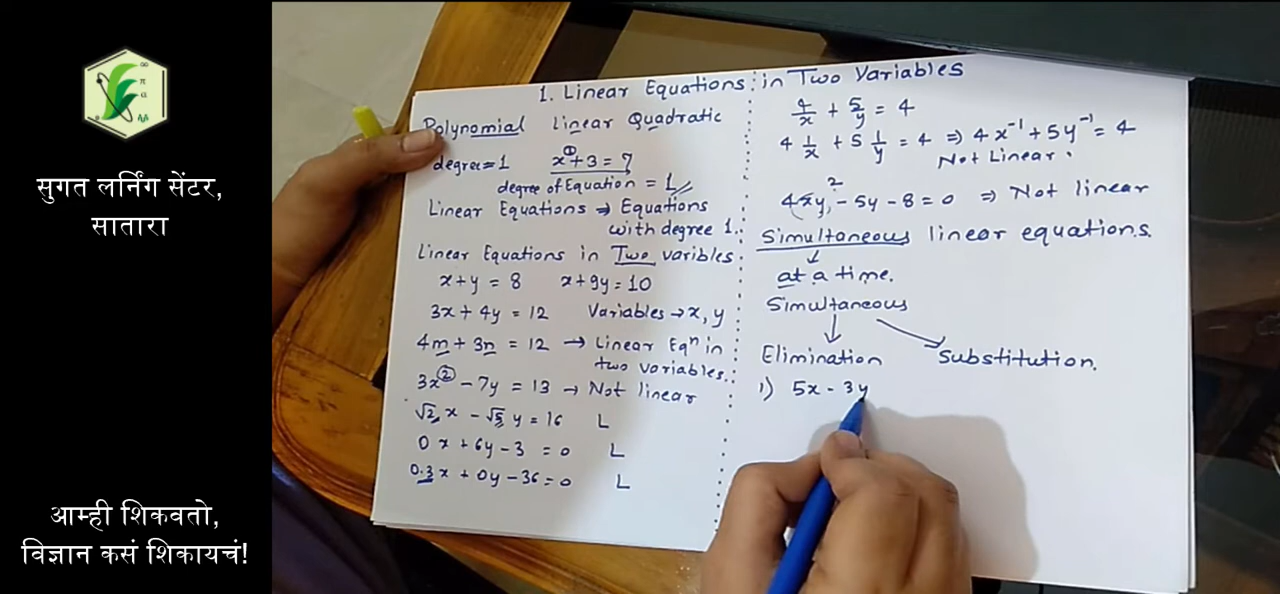 सुगत लर्निंग सेंटर,
सातारा
आम्ही शिकवतो,
विज्ञान कसं शिकायचं!
1. Linear Equations in Two Variables
Polynomial linear Quadratic
degree=1 x^① + 3 = 7
degree of Equation = 1
Linear Equations ⇒ Equations
with degree 1.
Linear Equations in Two varibles
x+y = 8 x+9y=10
3x + 4y = 12 Variables → x, y
4m + 3n = 12 → Linear Eqⁿ in
two variables.
3x^② - 7y = 13 → Not linear
√2 x - √5 y = 16 L
0x + 6y - 3 = 0 L
0.3x + 0y - 36 = 0 L
4/x + 5/y = 4
4 1/x + 5 1/y = 4 ⇒ 4x⁻¹ + 5y⁻¹ = 4
Not Linear.
4xy² - 5y - 8 = 0 ⇒ Not linear
Simultaneous linear equations.
at a time.
Simultaneous
Elimination Substitution.
1) 5x - 3y